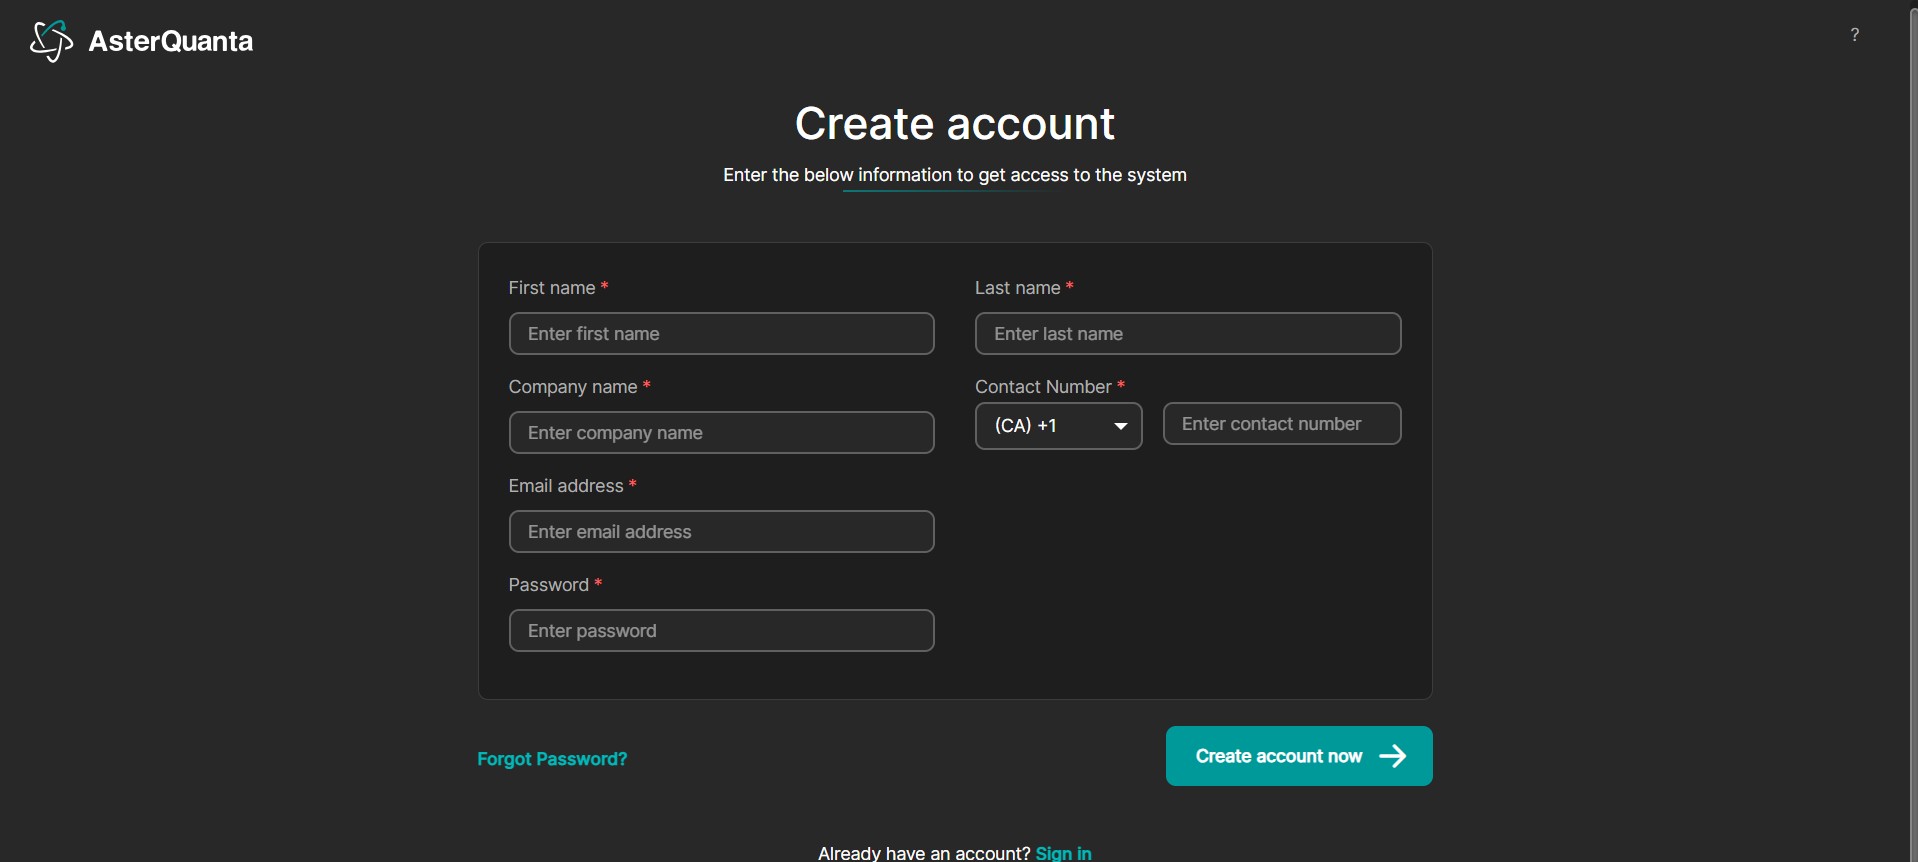 AsterQuanta
?
Create account
Enter the below information to get access to the system
First name *
Last name *
Enter first name
Enter last name
Company name *
Contact Number *
Enter company name
(CA) +1
Enter contact number
Email address *
Enter email address
Password *
Enter password
Forgot Password?
Create account now
Already have an account? Sign in